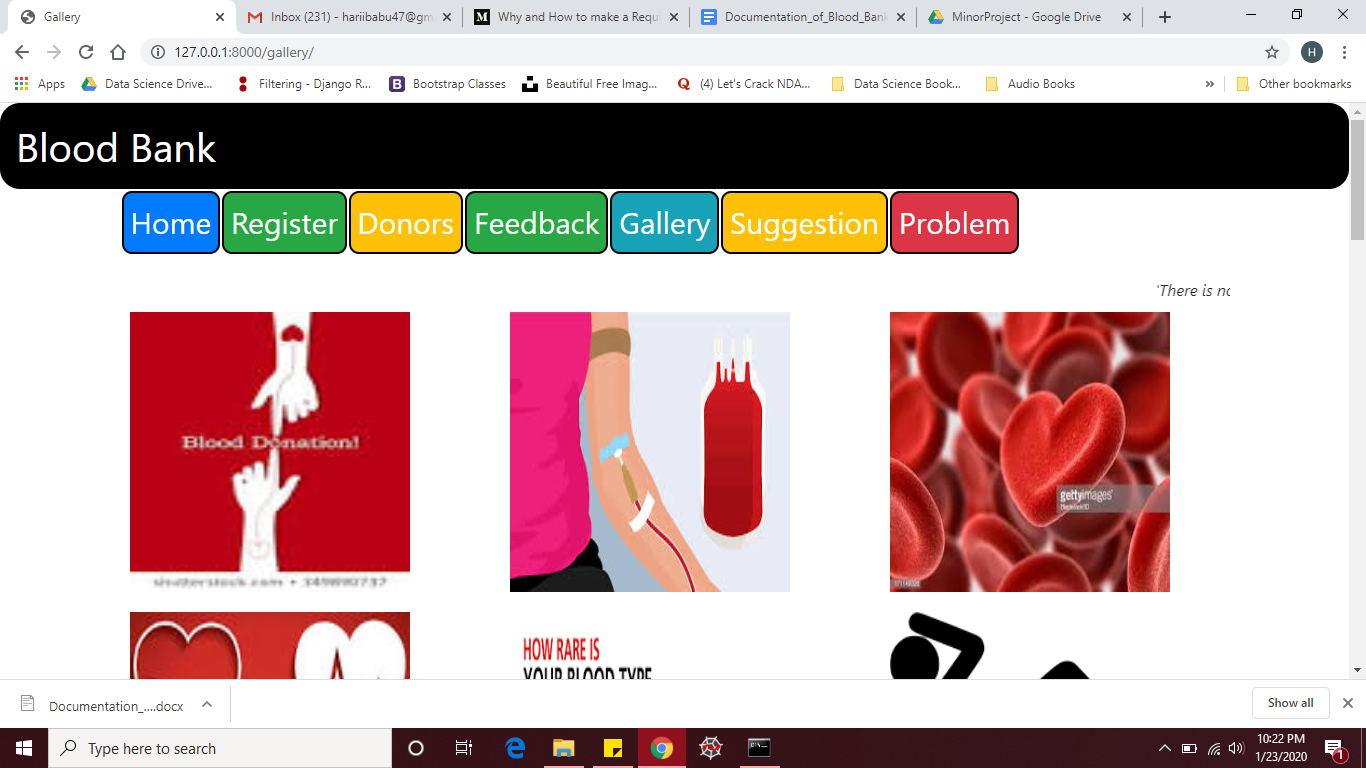 Gallery
Inbox (231) - hariibabu47@gm
Why and How to make a Requ
Documentation_of_Blood_Bank
MinorProject - Google Drive
127.0.0.1:8000/gallery/
H
Apps
Data Science Drive...
Filtering - Django R...
B
Bootstrap Classes
Beautiful Free Imag...
(4) Let's Crack NDA...
Data Science Book...
Audio Books
»
Other bookmarks
Blood Bank
Home
Register
Donors
Feedback
Gallery
Suggestion
Problem
'There is no
Blood Donation!
shutterstock.com • 349890737
gettyimages
HOW RARE IS
YOUR BLOOD TYPE
Documentation_....docx
Show all
Type here to search
10:22 PM
1/23/2020
1